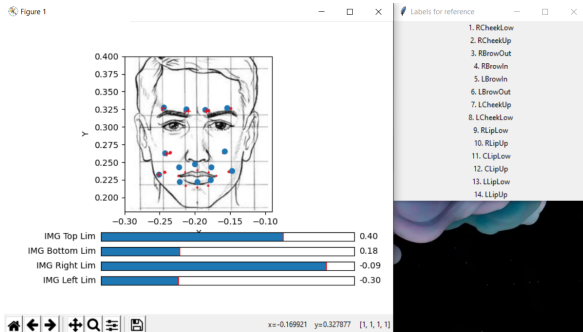 Figure 1
Labels for reference
1. RCheekLow
2. RCheekUp
3. RBrowOut
4. RBrowIn
5. LBrowIn
6. LBrowOut
7. LCheekUp
8. LCheekLow
9. RLipLow
10. RLipUp
11. CLipLow
12. CLipUp
13. LLipLow
14. LLipUp
0.400
0.375
0.350
0.325
0.300
0.275
0.250
0.225
0.200
Y
−0.30 −0.25 −0.20 −0.15 −0.10
IMG Top Lim 0.40
IMG Bottom Lim 0.18
IMG Right Lim -0.09
IMG Left Lim -0.30
x=−0.169921 y=0.327877 [1, 1, 1, 1]